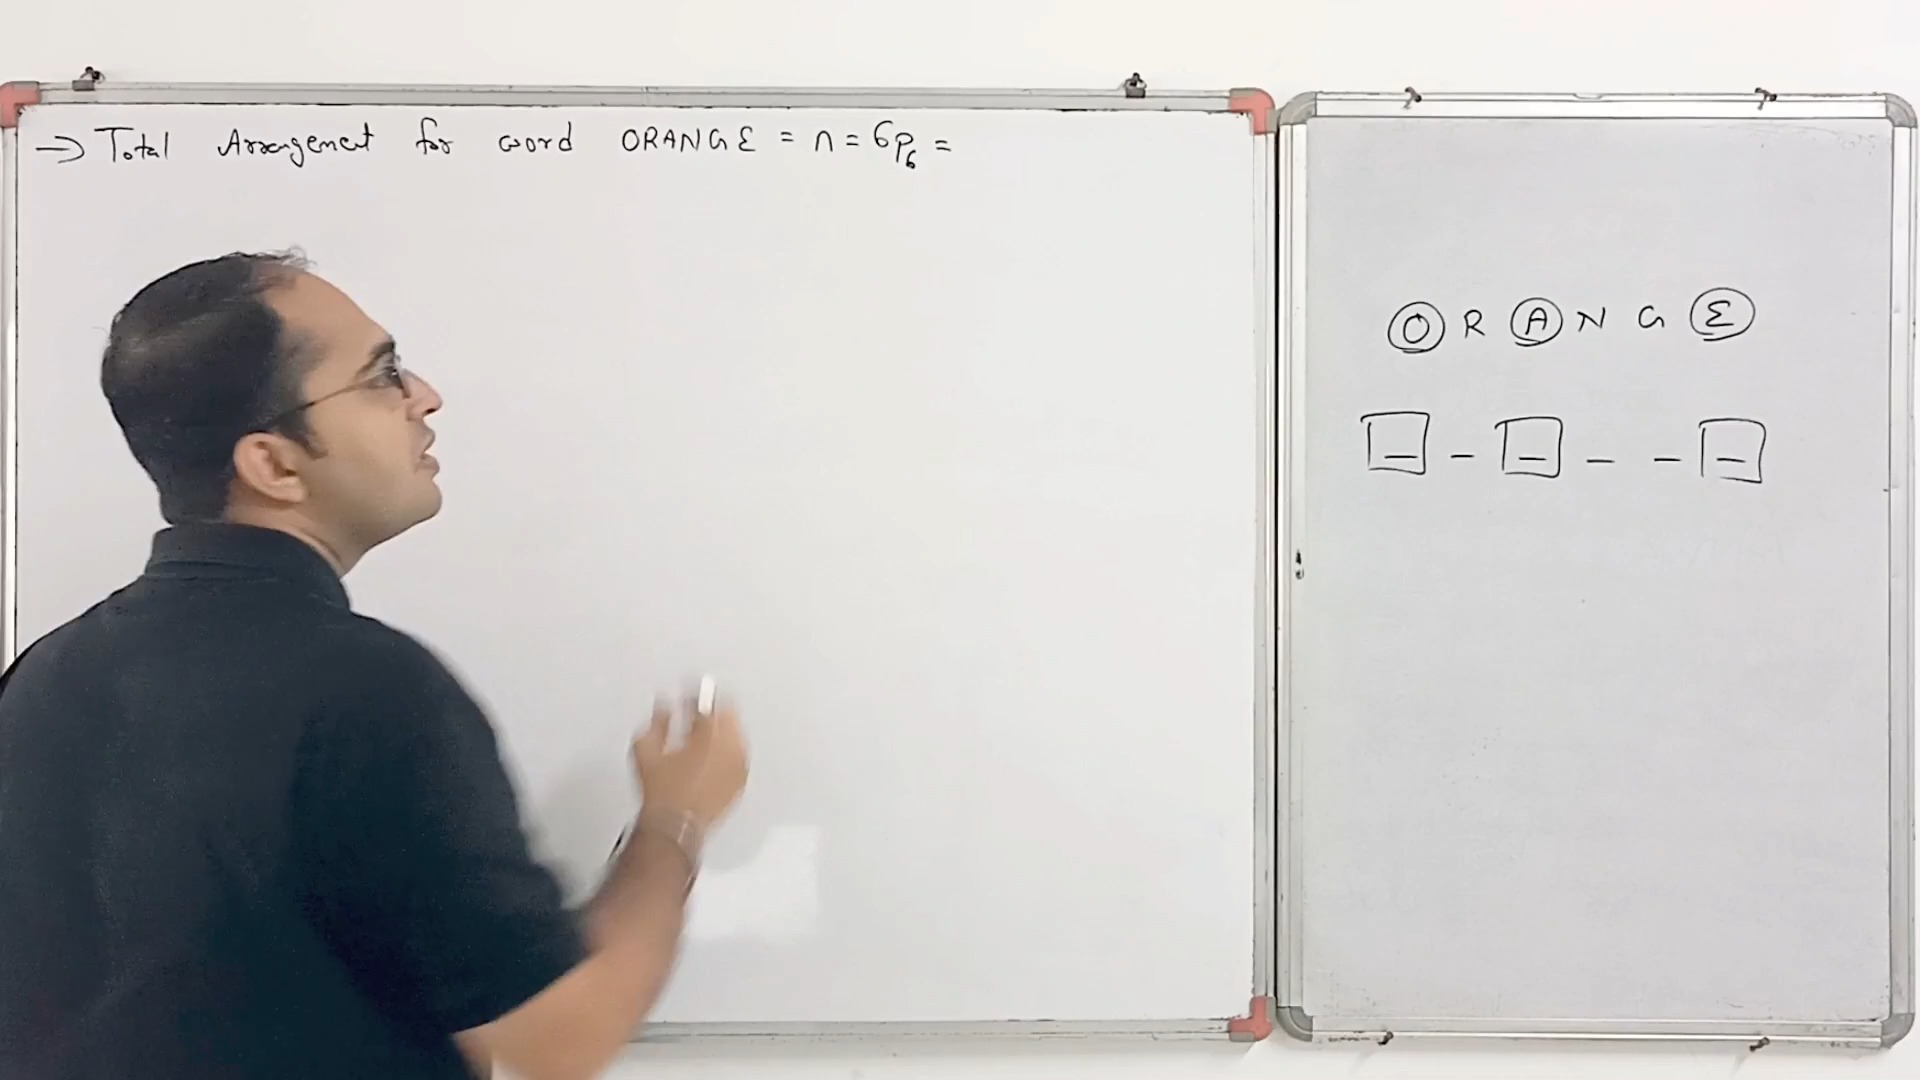 → Total Arrangement for word ORANGE = n = 6P₆ =
O R A N G E
_ _ _ _ _ _